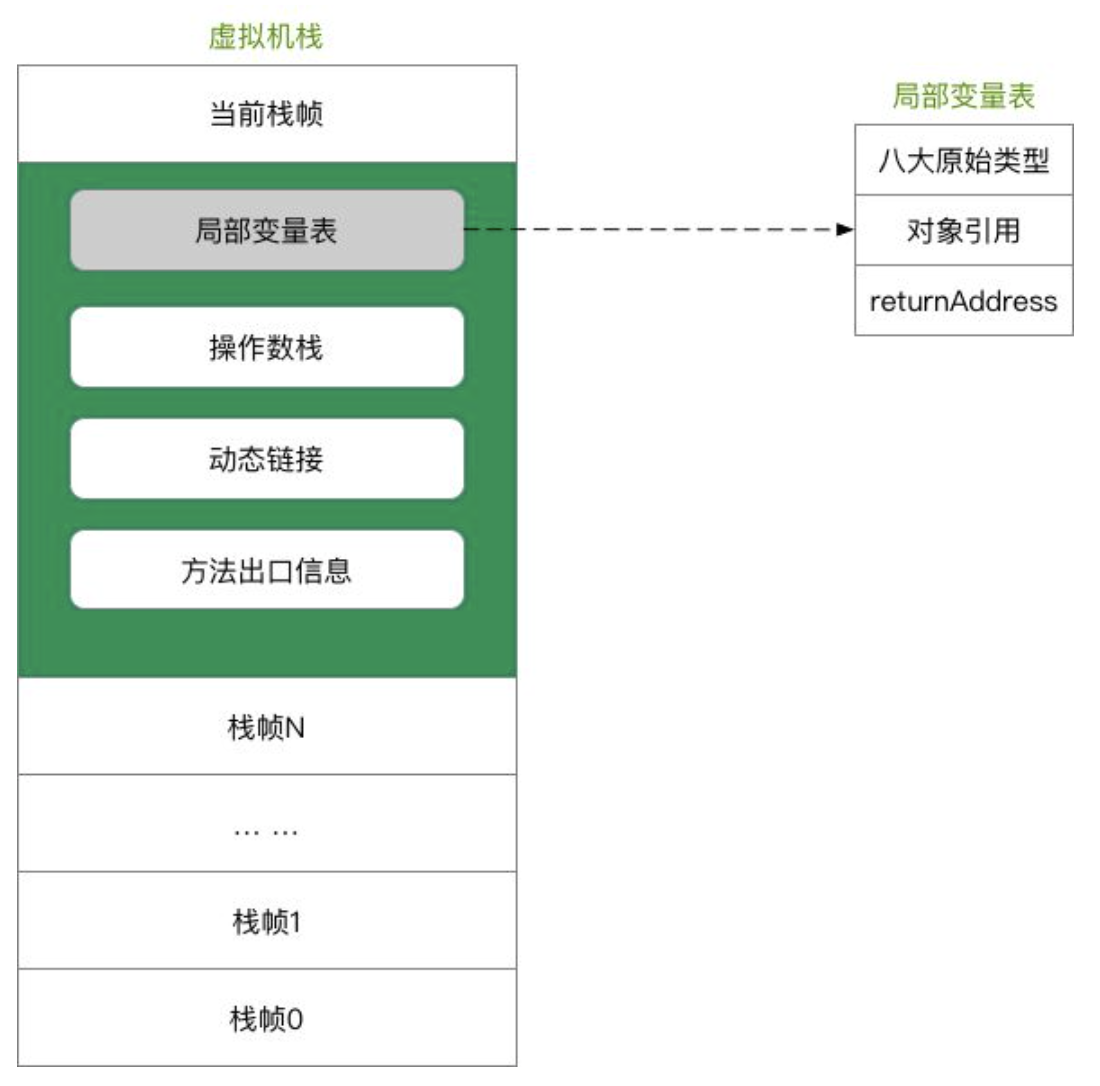 虚拟机栈
当前栈帧
局部变量表
操作数栈
动态链接
方法出口信息
栈帧N
... ...
栈帧1
栈帧0
局部变量表
八大原始类型
对象引用
returnAddress